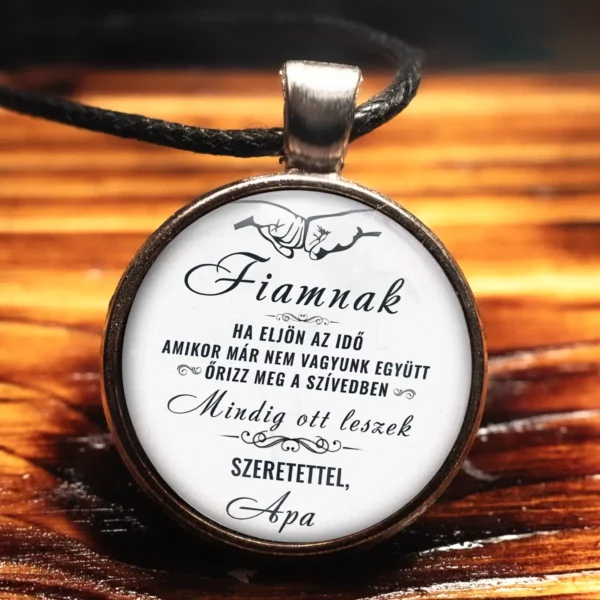 Fiamnak
HA ELJÖN AZ IDŐ
AMIKOR MÁR NEM VAGYUNK EGYÜTT
ŐRIZZ MEG A SZÍVEDBEN
Mindig ott leszek
SZERETETTEL,
Apa